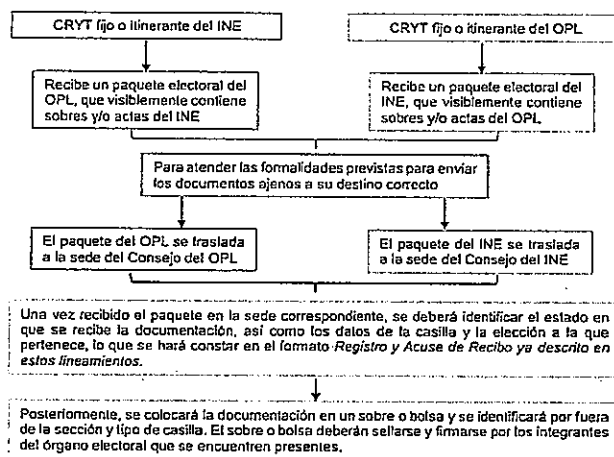 CRYT fijo o itinerante del INE
CRYT fijo o itinerante del OPL
Recibe un paquete electoral del
OPL, que visiblemente contiene
sobres y/o actas del INE
Recibe un paquete electoral del
INE, que visiblemente contiene
sobres y/o actas del OPL
Para atender las formalidades previstas para enviar
los documentos ajenos a su destino correcto
El paquete del OPL se traslada
a la sede del Consejo del OPL
El paquete del INE se traslada
a la sede del Consejo del INE
Una vez recibido el paquete en la sede correspondiente, se deberá identificar el estado en
que se recibe la documentación, así como los datos de la casilla y la elección a la que
pertenece, lo que se hará constar en el formato Registro y Acuse de Recibo ya descrito en
estos lineamientos.
Posteriormente, se colocará la documentación en un sobre o bolsa y se identificará por fuera
de la sección y tipo de casilla. El sobre o bolsa deberán sellarse y firmarse por los integrantes
del órgano electoral que se encuentren presentes.